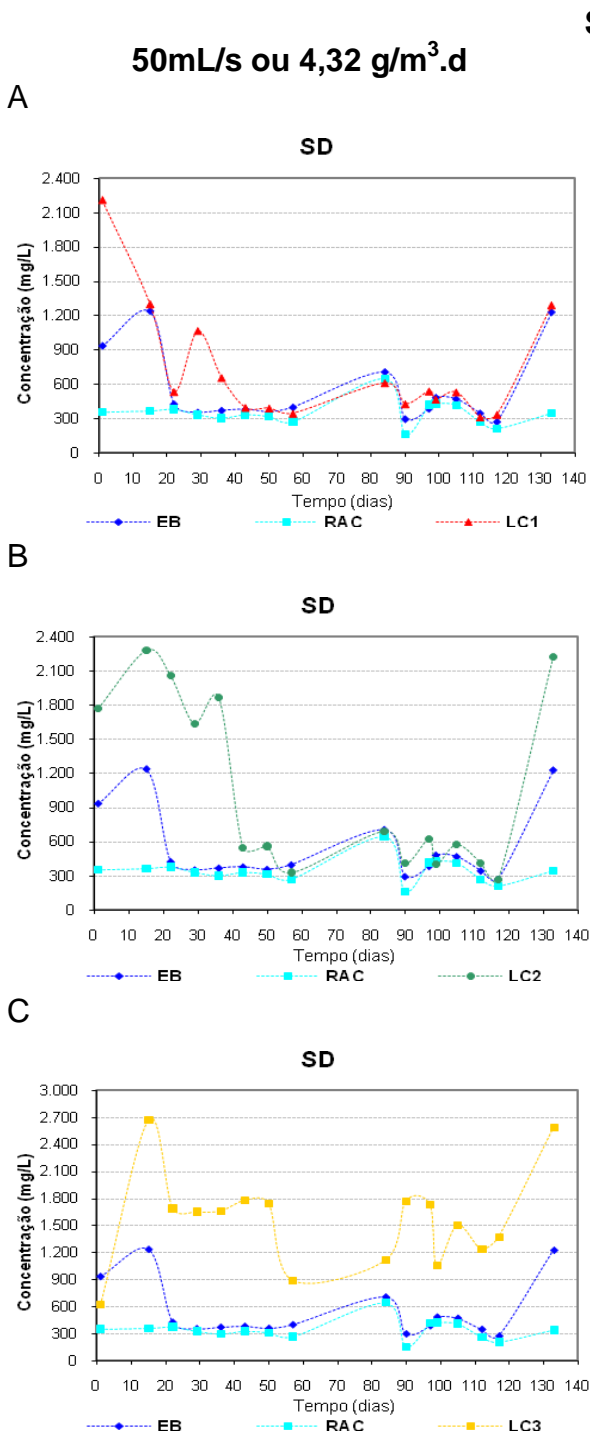 S
50mL/s ou 4,32 g/m³.d
A
SD
Concentração (mg/L)
2.400
2.100
1.800
1.500
1.200
900
600
300
0
0 10 20 30 40 50 60 70 80 90 100 110 120 130 140
Tempo (dias)
EB RAC LC1
B
SD
Concentração (mg/L)
2.400
2.100
1.800
1.500
1.200
900
600
300
0
0 10 20 30 40 50 60 70 80 90 100 110 120 130 140
Tempo (dias)
EB RAC LC2
C
SD
Concentração (mg/L)
3.000
2.700
2.400
2.100
1.800
1.500
1.200
900
600
300
0
0 10 20 30 40 50 60 70 80 90 100 110 120 130 140
Tempo (dias)
EB RAC LC3